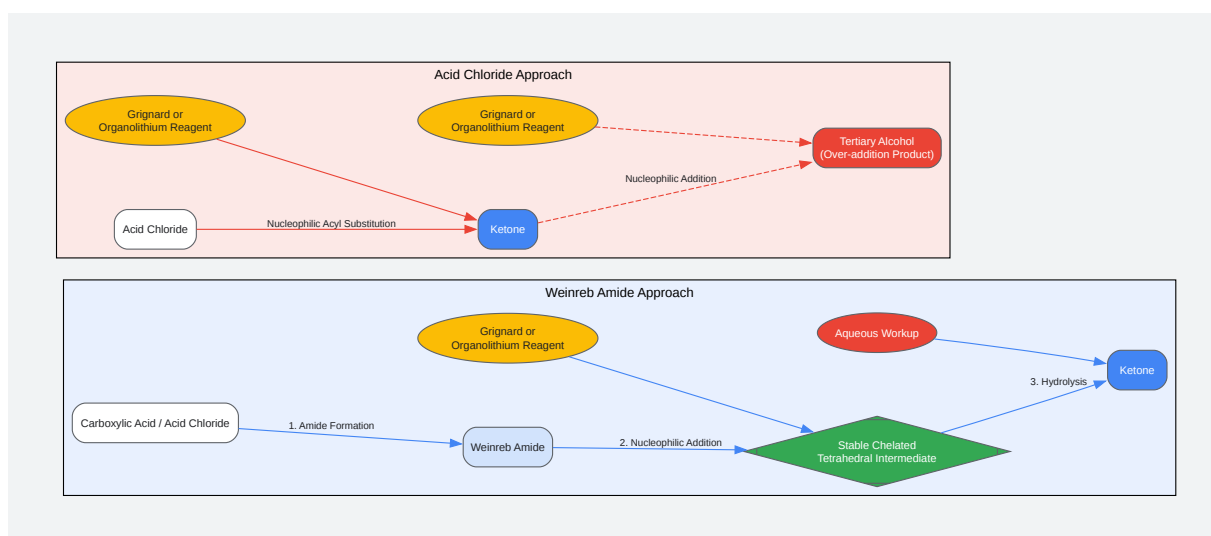 Acid Chloride Approach
Grignard or
Organolithium Reagent
Grignard or
Organolithium Reagent
Tertiary Alcohol
(Over-addition Product)
Nucleophilic Addition
Acid Chloride
Nucleophilic Acyl Substitution
Ketone
Weinreb Amide Approach
Grignard or
Organolithium Reagent
Aqueous Workup
Ketone
3. Hydrolysis
Carboxylic Acid / Acid Chloride
1. Amide Formation
Weinreb Amide
2. Nucleophilic Addition
Stable Chelated
Tetrahedral Intermediate